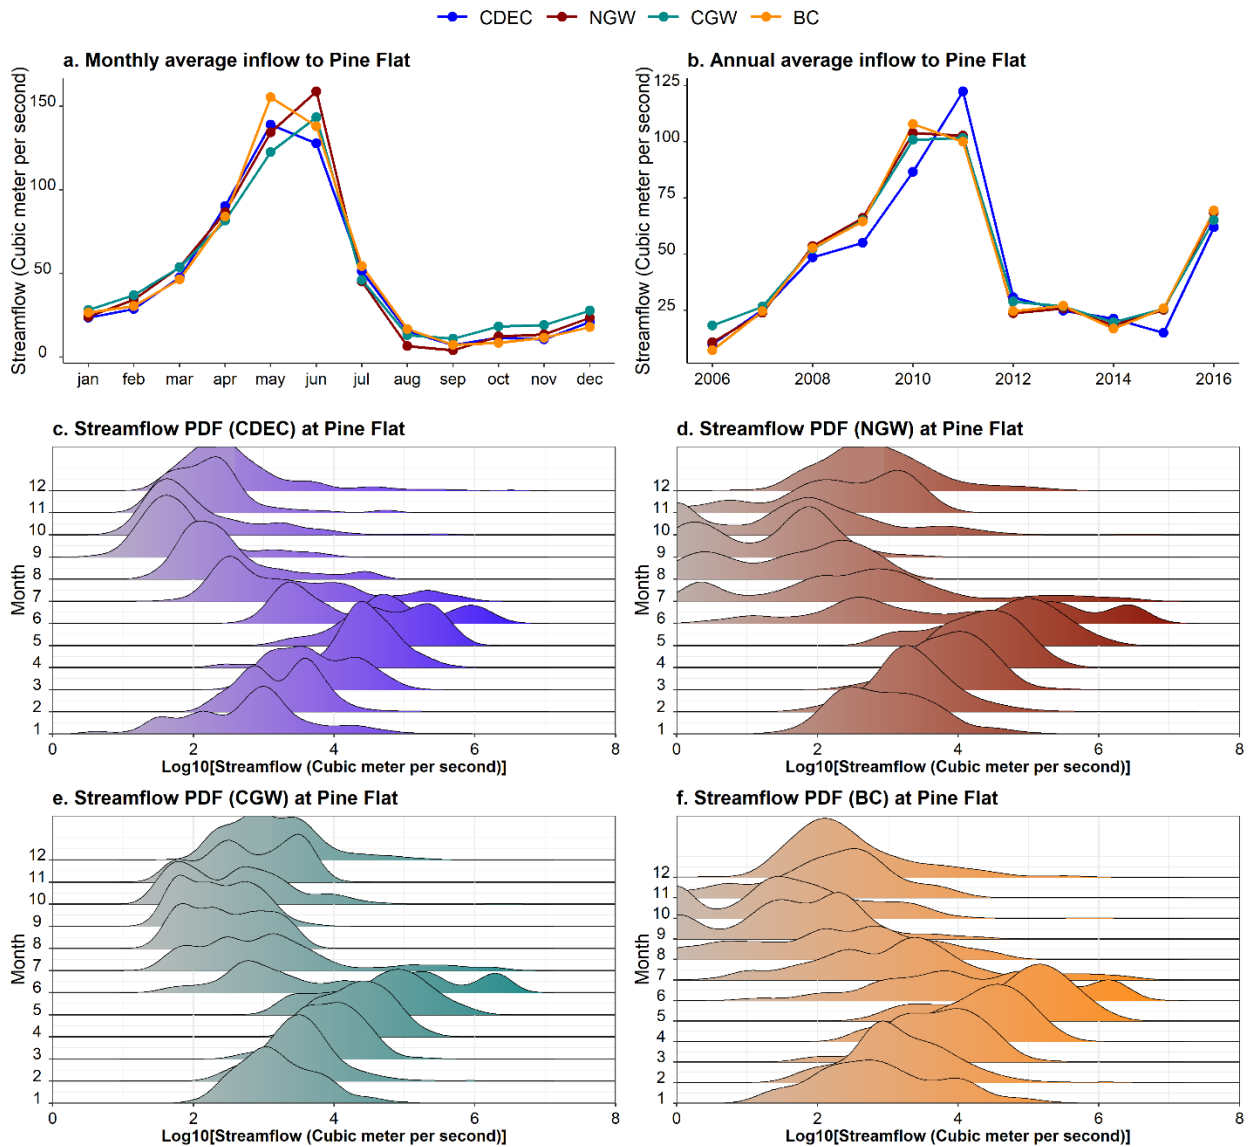 CDEC NGW CGW BC
a. Monthly average inflow to Pine Flat
Streamflow (Cubic meter per second)
150
100
50
0
jan feb mar apr may jun jul aug sep oct nov dec
b. Annual average inflow to Pine Flat
Streamflow (Cubic meter per second)
125
100
75
50
25
2006 2008 2010 2012 2014 2016
c. Streamflow PDF (CDEC) at Pine Flat
Month
12
11
10
9
8
7
6
5
4
3
2
1
0 2 4 6 8
Log10[Streamflow (Cubic meter per second)]
d. Streamflow PDF (NGW) at Pine Flat
Month
12
11
10
9
8
7
6
5
4
3
2
1
0 2 4 6 8
Log10[Streamflow (Cubic meter per second)]
e. Streamflow PDF (CGW) at Pine Flat
Month
12
11
10
9
8
7
6
5
4
3
2
1
0 2 4 6 8
Log10[Streamflow (Cubic meter per second)]
f. Streamflow PDF (BC) at Pine Flat
Month
12
11
10
9
8
7
6
5
4
3
2
1
0 2 4 6 8
Log10[Streamflow (Cubic meter per second)]